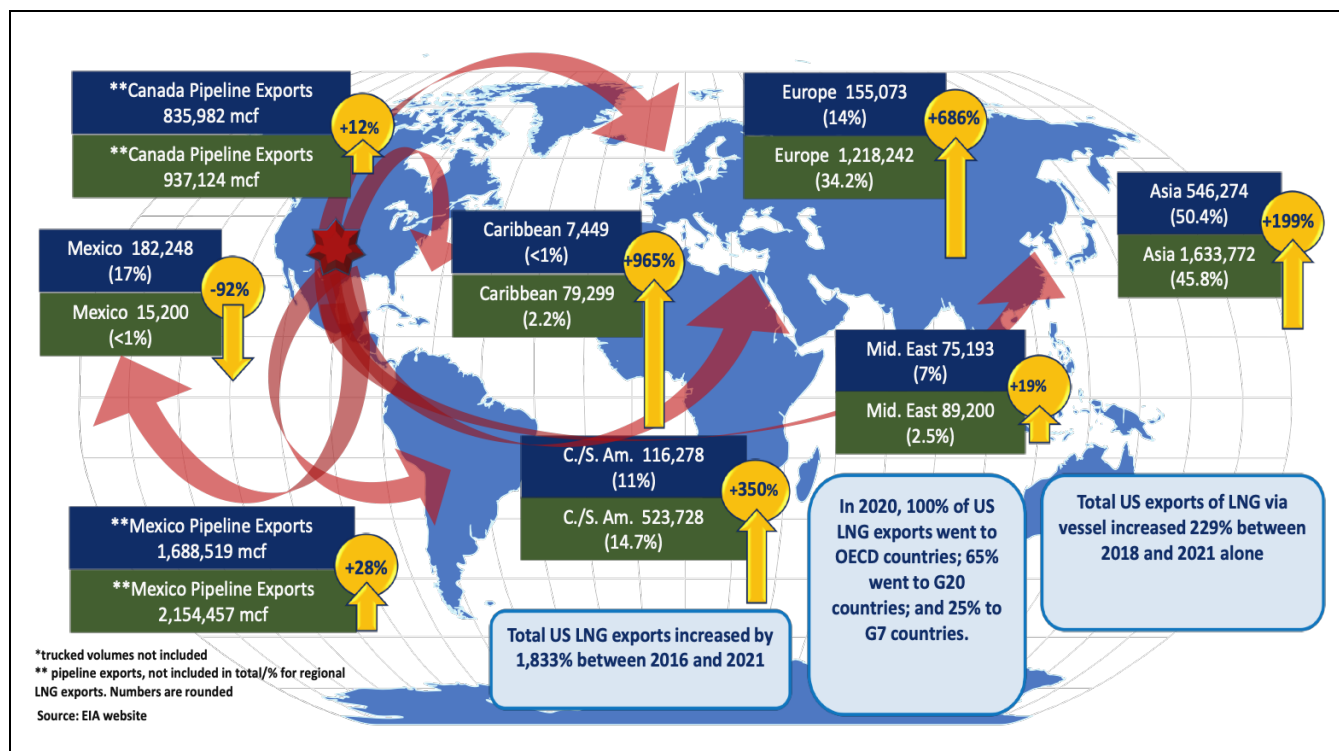 **Canada Pipeline Exports
835,982 mcf
+12%
**Canada Pipeline Exports
937,124 mcf
Europe 155,073
(14%)
+686%
Europe 1,218,242
(34.2%)
Asia 546,274
(50.4%)
+199%
Asia 1,633,772
(45.8%)
Mexico 182,248
(17%)
-92%
Mexico 15,200
(<1%)
Caribbean 7,449
(<1%)
+965%
Caribbean 79,299
(2.2%)
Mid. East 75,193
(7%)
+19%
Mid. East 89,200
(2.5%)
C./S. Am. 116,278
(11%)
+350%
C./S. Am. 523,728
(14.7%)
**Mexico Pipeline Exports
1,688,519 mcf
+28%
**Mexico Pipeline Exports
2,154,457 mcf
In 2020, 100% of US
LNG exports went to
OECD countries; 65%
went to G20
countries; and 25% to
G7 countries.
Total US exports of LNG via
vessel increased 229% between
2018 and 2021 alone
Total US LNG exports increased by
1,833% between 2016 and 2021
*trucked volumes not included
** pipeline exports, not included in total/% for regional
LNG exports. Numbers are rounded
Source: EIA website